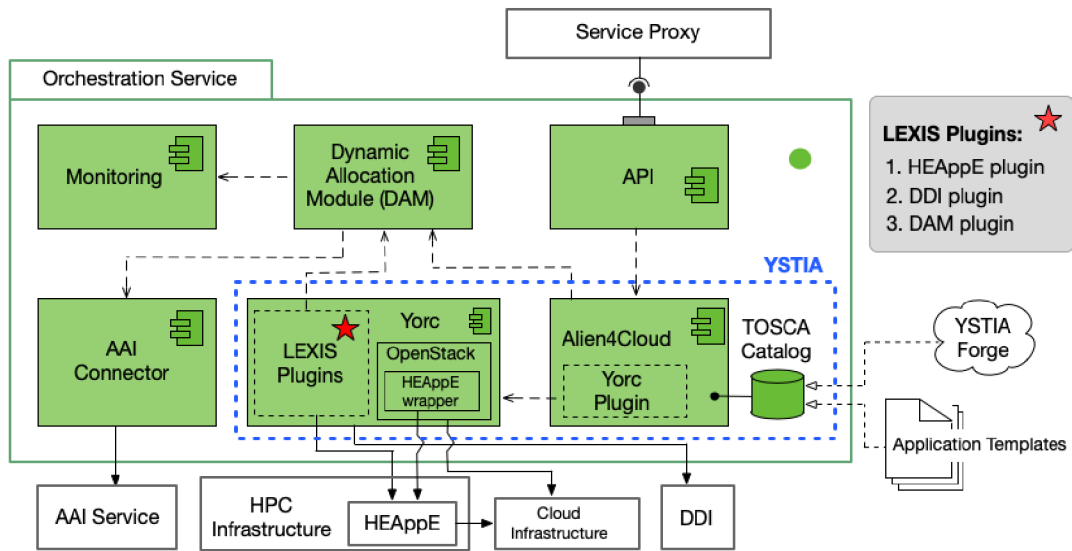 Service Proxy
Orchestration Service
Monitoring
Dynamic
Allocation
Module (DAM)
API
LEXIS Plugins:
1. HEAppE plugin
2. DDI plugin
3. DAM plugin
YSTIA
AAI
Connector
LEXIS
Plugins
Yorc
OpenStack
HEAppE
wrapper
Alien4Cloud
Yorc
Plugin
TOSCA
Catalog
YSTIA
Forge
Application Templates
AAI Service
HPC
Infrastructure
HEAppE
Cloud
Infrastructure
DDI